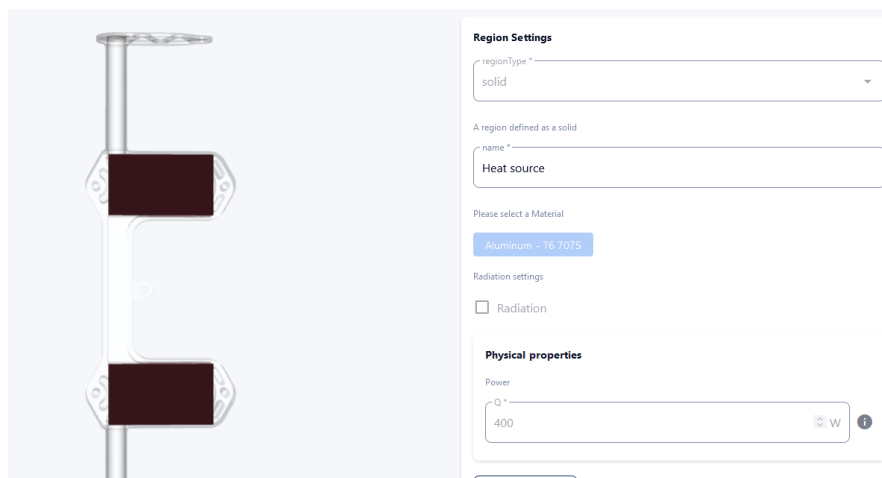 Region Settings
regionType *
solid
A region defined as a solid
name *
Heat source
Please select a Material
Aluminum - T6 7075
Radiation settings
Radiation
Physical properties
Power
Q *
400
W